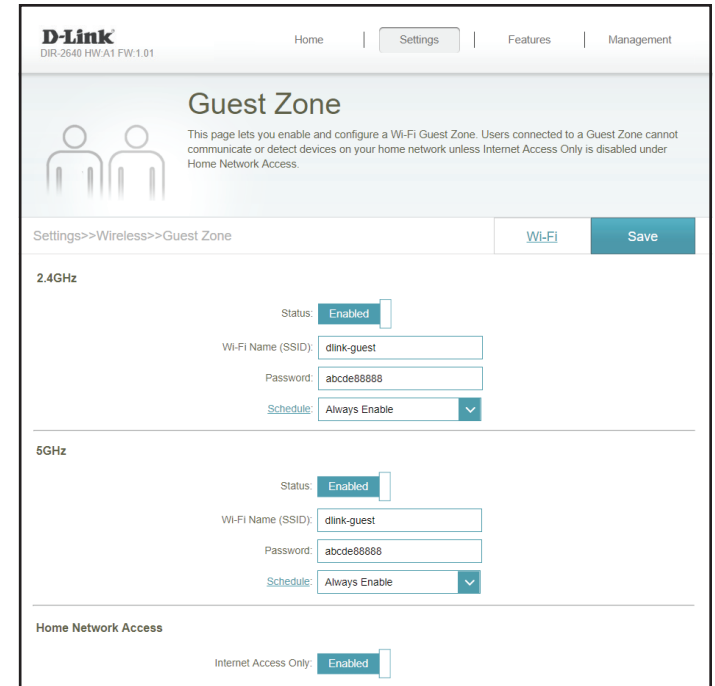 D-Link
DIR-2640 HW:A1 FW:1.01
Home
Settings
Features
Management
Guest Zone
This page lets you enable and configure a Wi-Fi Guest Zone. Users connected to a Guest Zone cannot
communicate or detect devices on your home network unless Internet Access Only is disabled under
Home Network Access.
Settings>>Wireless>>Guest Zone
Wi-Fi
Save
2.4GHz
Status: Enabled
Wi-Fi Name (SSID): dlink-guest
Password: abcde88888
Schedule: Always Enable
5GHz
Status: Enabled
Wi-Fi Name (SSID): dlink-guest
Password: abcde88888
Schedule: Always Enable
Home Network Access
Internet Access Only: Enabled